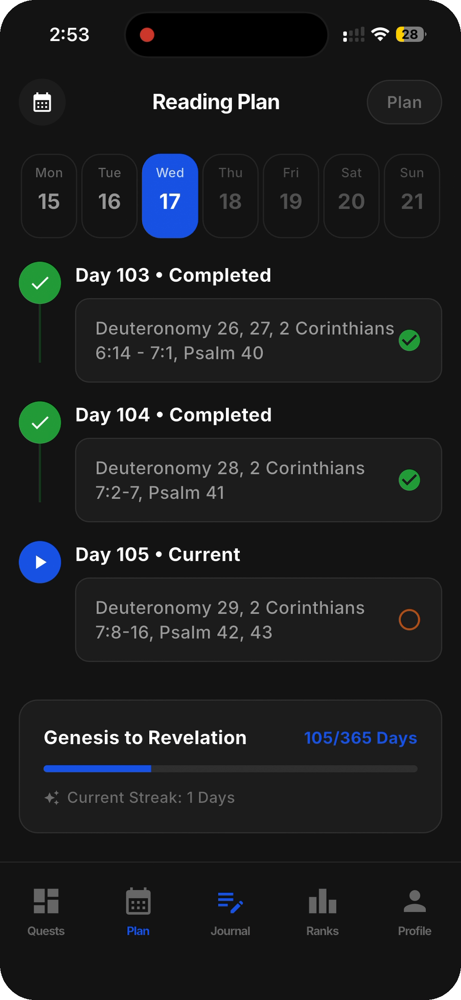 2:53
28
Reading Plan
Plan
Mon Tue Wed Thu Fri Sat Sun
15 16 17 18 19 20 21
Day 103 • Completed
Deuteronomy 26, 27, 2 Corinthians
6:14 - 7:1, Psalm 40
Day 104 • Completed
Deuteronomy 28, 2 Corinthians
7:2-7, Psalm 41
Day 105 • Current
Deuteronomy 29, 2 Corinthians
7:8-16, Psalm 42, 43
Genesis to Revelation
105/365 Days
Current Streak: 1 Days
Quests Plan Journal Ranks Profile